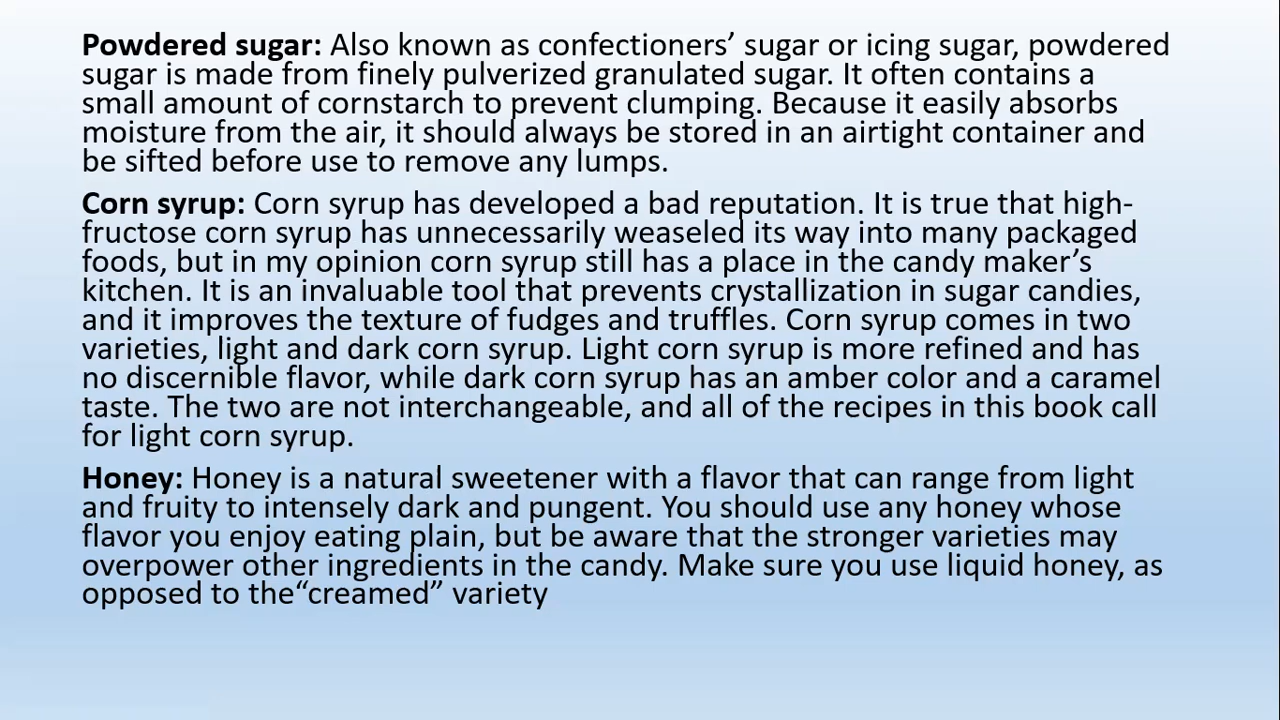 Powdered sugar: Also known as confectioners’ sugar or icing sugar, powdered
sugar is made from finely pulverized granulated sugar. It often contains a
small amount of cornstarch to prevent clumping. Because it easily absorbs
moisture from the air, it should always be stored in an airtight container and
be sifted before use to remove any lumps.
Corn syrup: Corn syrup has developed a bad reputation. It is true that high-
fructose corn syrup has unnecessarily weaseled its way into many packaged
foods, but in my opinion corn syrup still has a place in the candy maker’s
kitchen. It is an invaluable tool that prevents crystallization in sugar candies,
and it improves the texture of fudges and truffles. Corn syrup comes in two
varieties, light and dark corn syrup. Light corn syrup is more refined and has
no discernible flavor, while dark corn syrup has an amber color and a caramel
taste. The two are not interchangeable, and all of the recipes in this book call
for light corn syrup.
Honey: Honey is a natural sweetener with a flavor that can range from light
and fruity to intensely dark and pungent. You should use any honey whose
flavor you enjoy eating plain, but be aware that the stronger varieties may
overpower other ingredients in the candy. Make sure you use liquid honey, as
opposed to the“creamed” variety